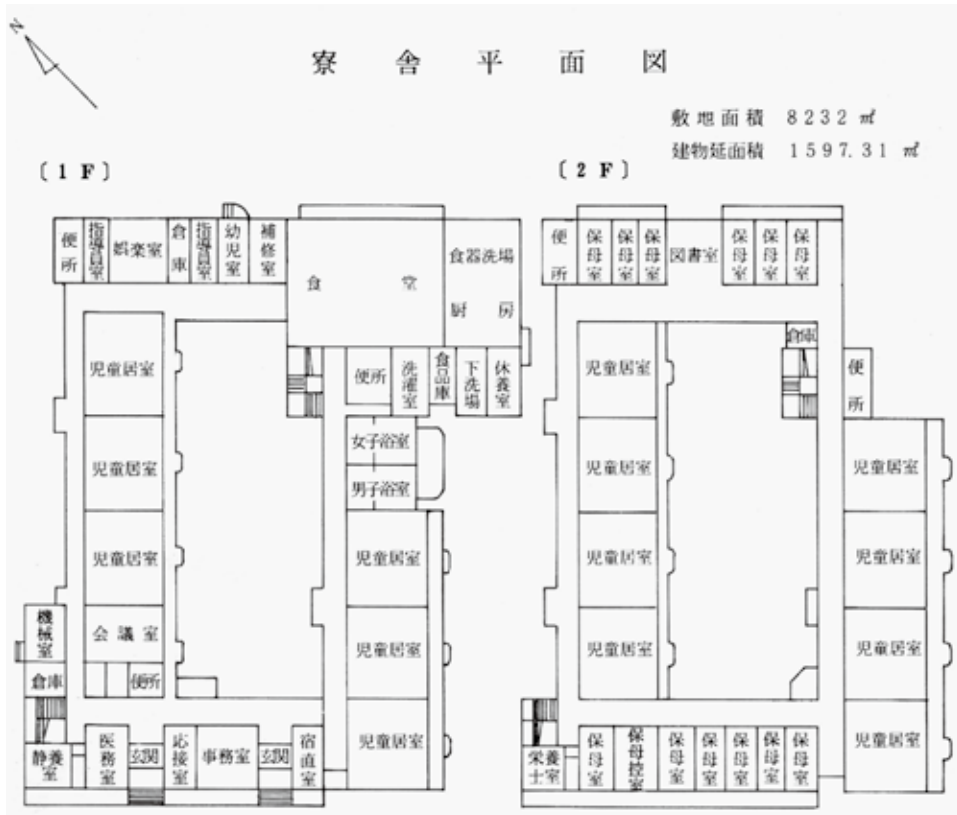 N
寮舎平面図
敷地面積 8232 ㎡
建物延面積 1597.31 ㎡
〔1F〕
便所
指導員室
娯楽室
倉庫
指導員室
幼児室
補修室
食堂
食器洗場
厨房
児童居室
便所
洗濯室
食品庫
下洗場
休養室
女子浴室
児童居室
男子浴室
児童居室
児童居室
機械室
会議室
児童居室
倉庫
便所
静養室
医務室
玄関
応接室
事務室
玄関
宿直室
児童居室
〔2F〕
便所
保母室
保母室
保母室
図書室
保母室
保母室
保母室
倉庫
児童居室
便所
児童居室
児童居室
児童居室
児童居室
児童居室
児童居室
栄養士室
保母室
保母控室
保母室
保母室
保母室
保母室
保母室
児童居室